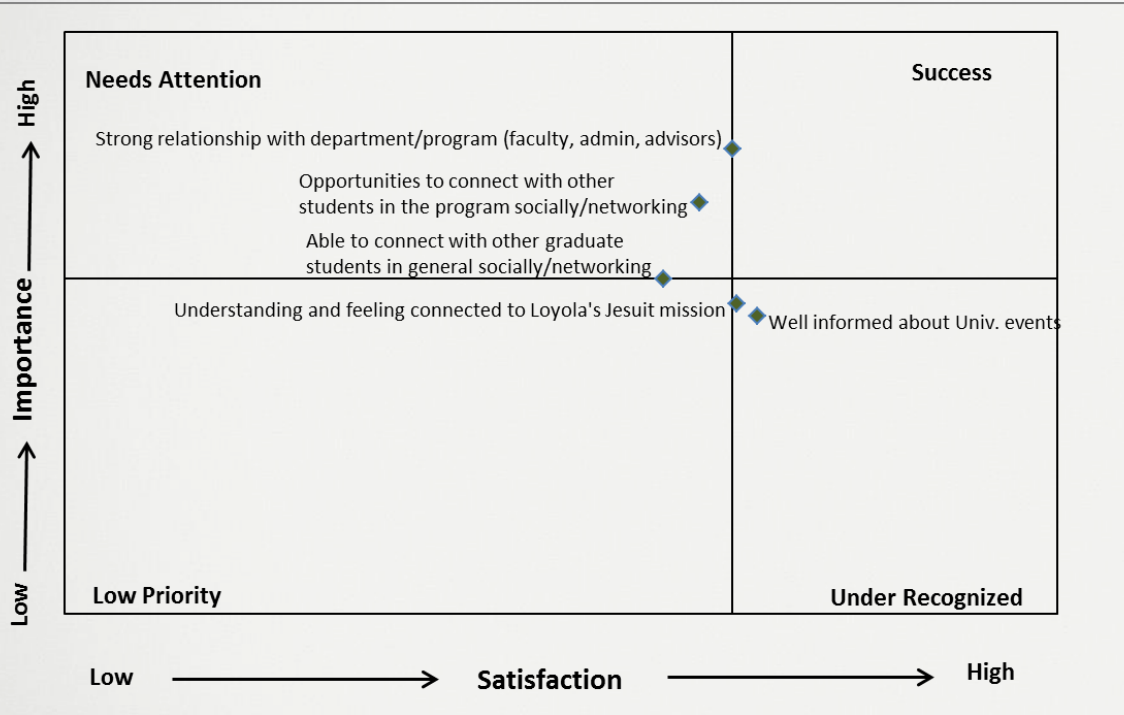 Needs Attention
Success
Strong relationship with department/program (faculty, admin, advisors)
Opportunities to connect with other
students in the program socially/networking
Able to connect with other graduate
students in general socially/networking
Understanding and feeling connected to Loyola's Jesuit mission
Well informed about Univ. events
Low Priority
Under Recognized
High
Importance
Low
Low
Satisfaction
High